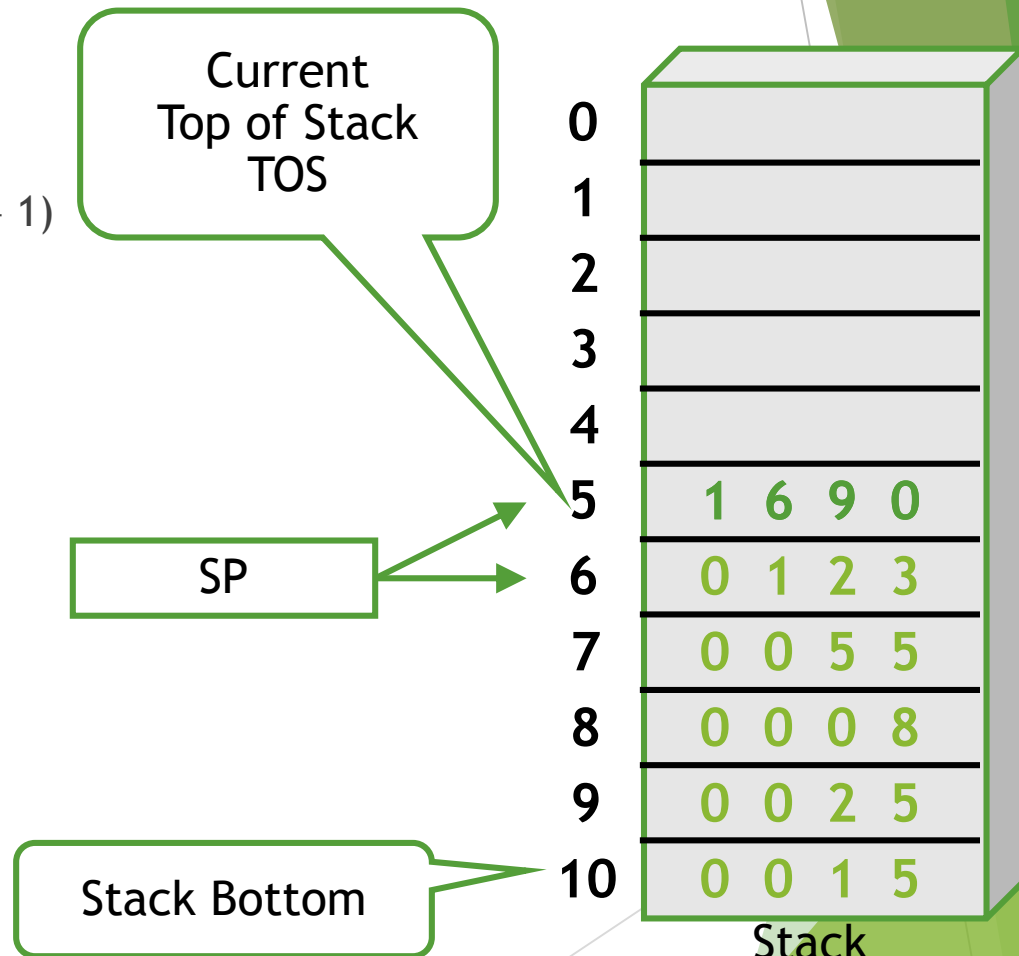 Current
Top of Stack
TOS
1)
0
1
2
3
4
5 1 6 9 0
SP
6 0 1 2 3
7 0 0 5 5
8 0 0 0 8
9 0 0 2 5
Stack Bottom
10 0 0 1 5
Stack